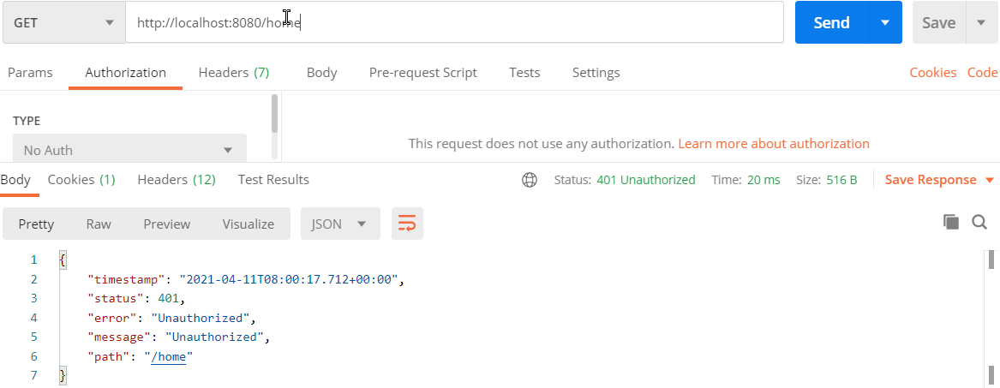 GET http://localhost:8080/home Send Save
Params Authorization Headers (7) Body Pre-request Script Tests Settings Cookies Code
TYPE
This request does not use any authorization. Learn more about authorization
No Auth
Body Cookies (1) Headers (12) Test Results Status: 401 Unauthorized Time: 20 ms Size: 516 B Save Response
Pretty Raw Preview Visualize JSON
1 {
2 "timestamp": "2021-04-11T08:00:17.712+00:00",
3 "status": 401,
4 "error": "Unauthorized",
5 "message": "Unauthorized",
6 "path": "/home"
7 }